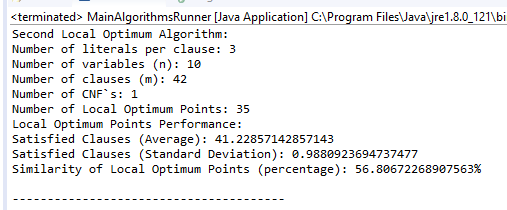 <terminated> MainAlgorithmsRunner [Java Application] C:\Program Files\Java\jre1.8.0_121\bi
Second Local Optimum Algorithm:
Number of literals per clause: 3
Number of variables (n): 10
Number of clauses (m): 42
Number of CNF`s: 1
Number of Local Optimum Points: 35
Local Optimum Points Performance:
Satisfied Clauses (Average): 41.22857142857143
Satisfied Clauses (Standard Deviation): 0.9880923694737477
Similarity of Local Optimum Points (percentage): 56.80672268907563%
----------------------------------------